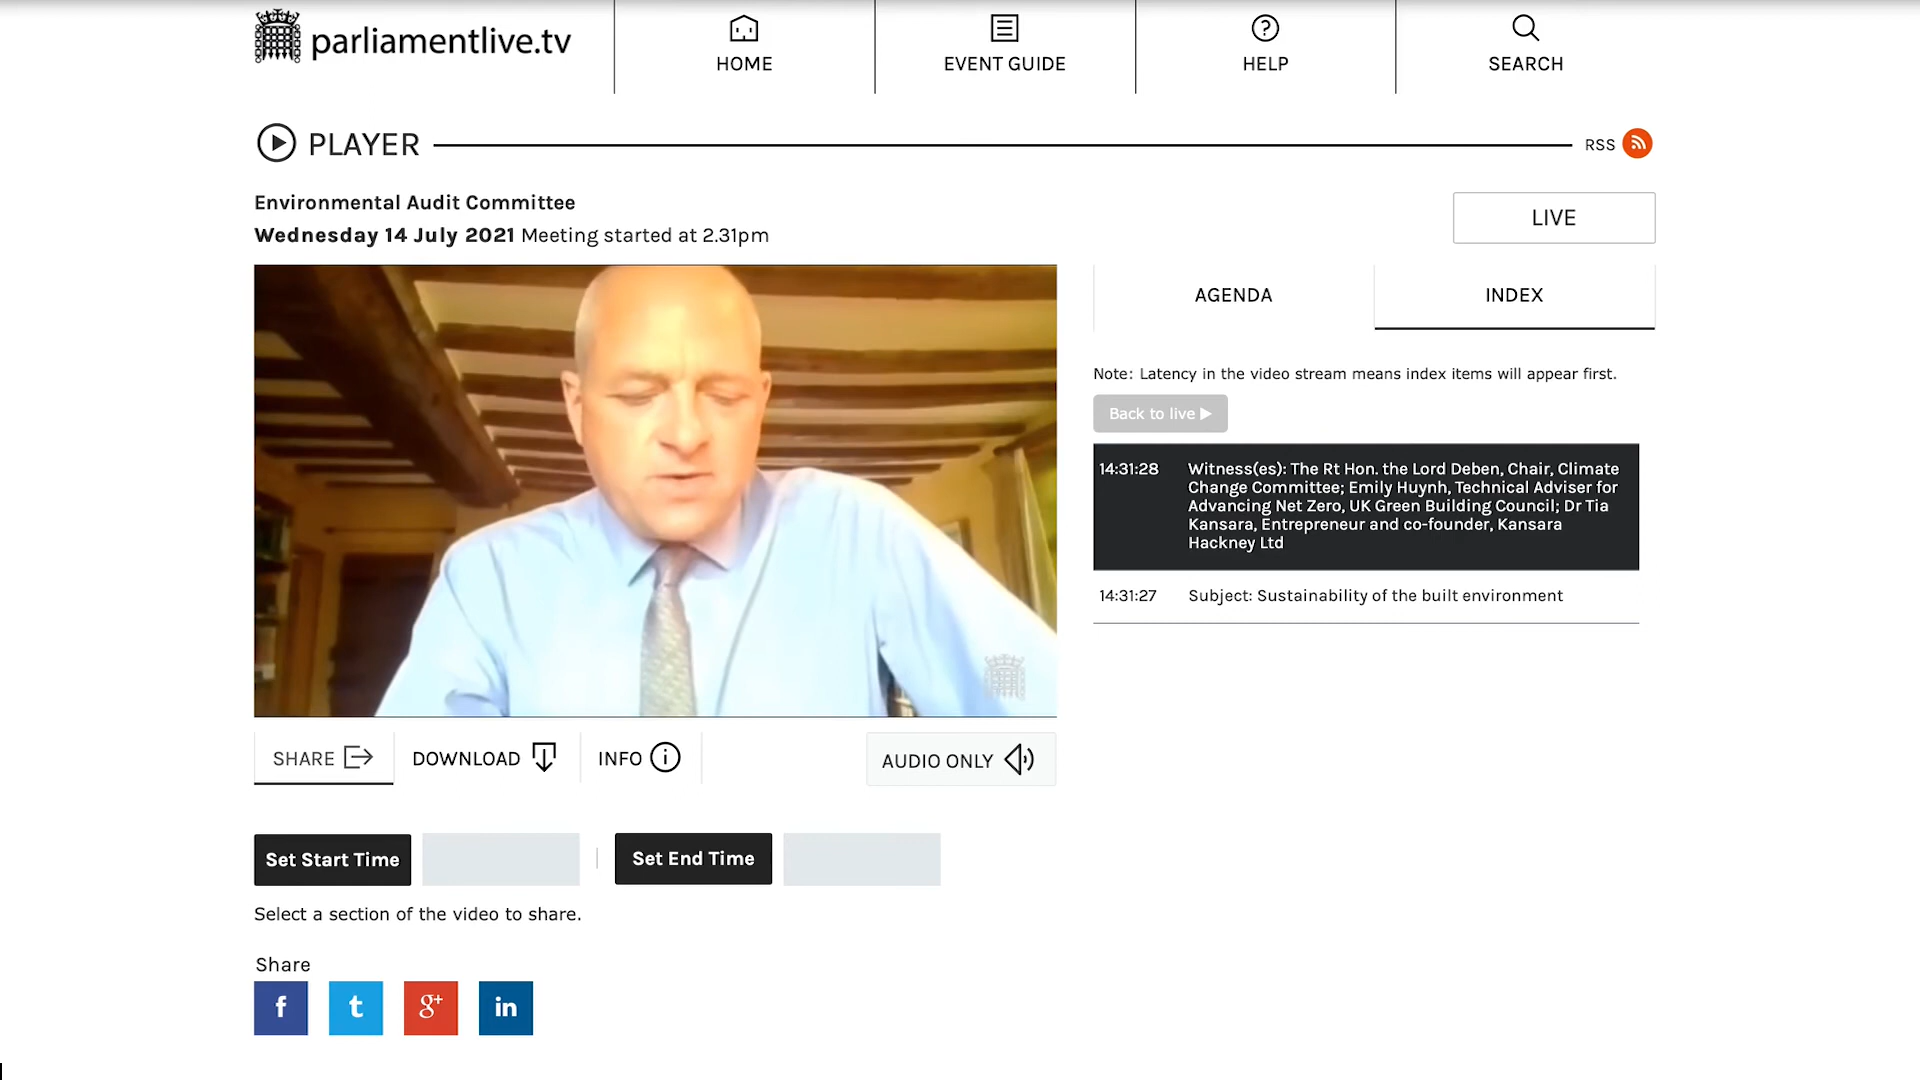 parliamentlive.tv
HOME
EVENT GUIDE
HELP
SEARCH
PLAYER
RSS
Environmental Audit Committee
Wednesday 14 July 2021 Meeting started at 2.31pm
LIVE
AGENDA
INDEX
Note: Latency in the video stream means index items will appear first.
Back to live
14:31:28 Witness(es): The Rt Hon. the Lord Deben, Chair, Climate
Change Committee; Emily Huynh, Technical Adviser for
Advancing Net Zero, UK Green Building Council; Dr Tia
Kansara, Entrepreneur and co-founder, Kansara
Hackney Ltd
14:31:27 Subject: Sustainability of the built environment
SHARE
DOWNLOAD
INFO
AUDIO ONLY
Set Start Time
Set End Time
Select a section of the video to share.
Share
f
t
g+
in